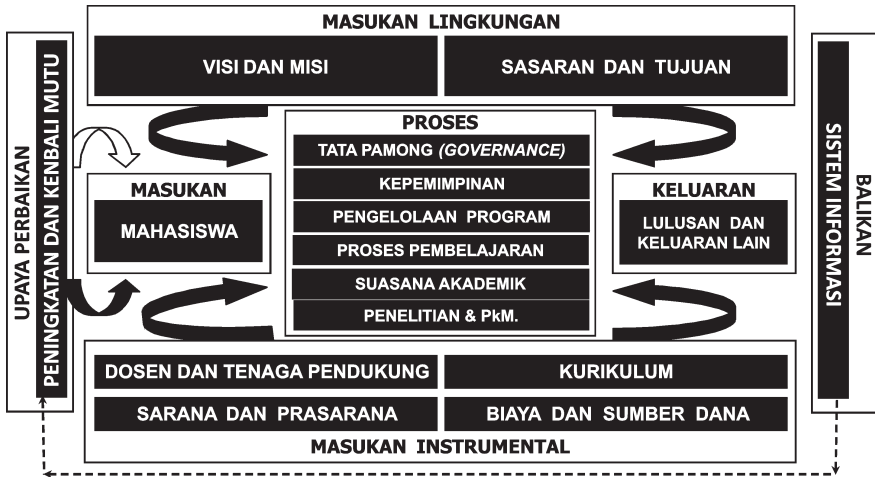 MASUKAN LINGKUNGAN
VISI DAN MISI
SASARAN DAN TUJUAN
UPAYA PERBAIKAN
PENINGKATAN DAN KENBALI MUTU
MASUKAN
MAHASISWA
PROSES
TATA PAMONG (GOVERNANCE)
KEPEMIMPINAN
PENGELOLAAN PROGRAM
PROSES PEMBELAJARAN
SUASANA AKADEMIK
PENELITIAN & PkM.
KELUARAN
LULUSAN DAN
KELUARAN LAIN
SISTEM INFORMASI
BALIKAN
DOSEN DAN TENAGA PENDUKUNG
KURIKULUM
SARANA DAN PRASARANA
BIAYA DAN SUMBER DANA
MASUKAN INSTRUMENTAL